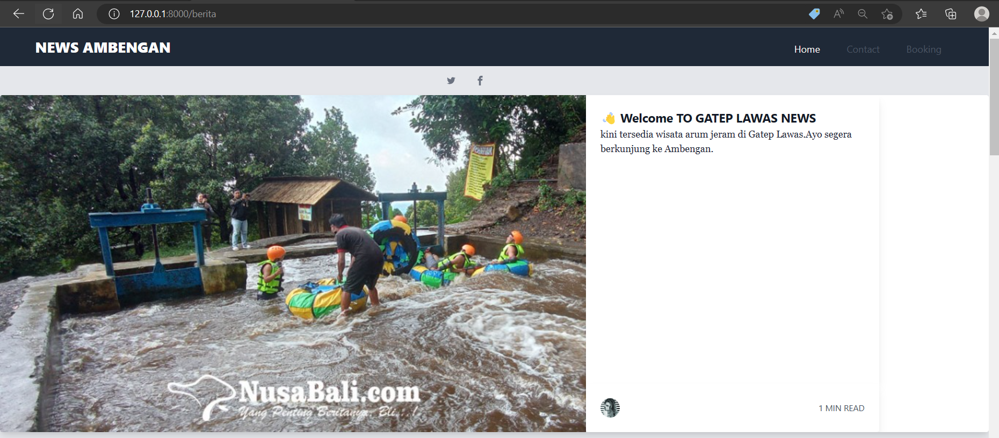 127.0.0.1:8000/berita
NEWS AMBENGAN
Home
Contact
Booking
👋 Welcome TO GATEP LAWAS NEWS
kini tersedia wisata arum jeram di Gatep Lawas.Ayo segera
berkunjung ke Ambengan.
NusaBali.com
Yang Penting Beritanya, Bli...!
1 MIN READ